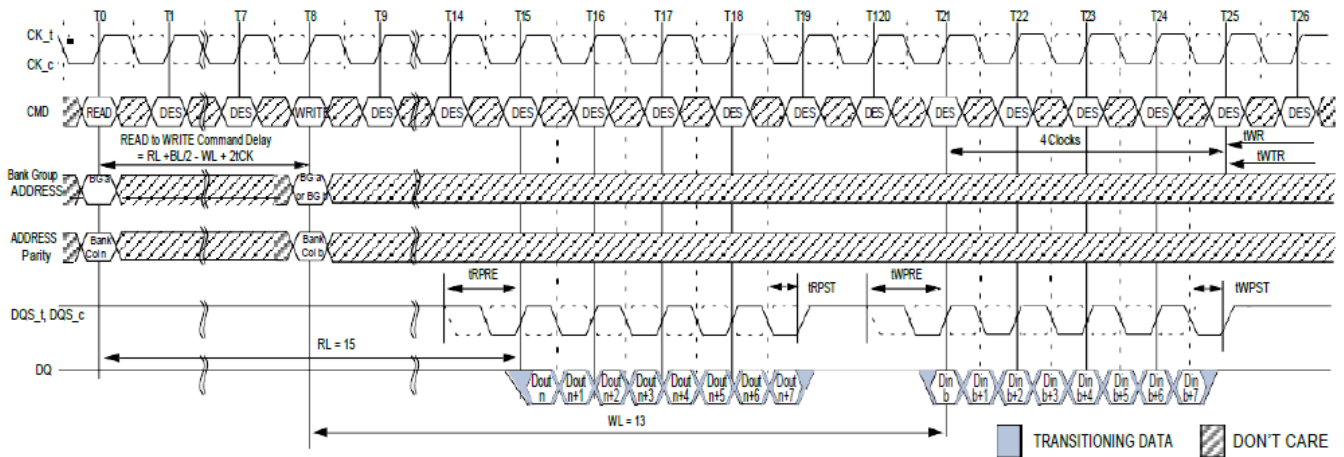 T0 T1 T7 T8 T9 T14 T15 T16 T17 T18 T19 T120 T21 T22 T23 T24 T25 T26
CK_t
CK_c
CMD READ DES DES WRITE DES DES DES DES DES DES DES DES DES DES DES DES DES DES
READ to WRITE Command Delay
= RL +BL/2 - WL + 2tCK
4 Clocks
tWR
tWTR
Bank Group
ADDRESS
BG a
BG a
or BG b
ADDRESS
Parity
Bank
Col n
Bank
Col b
tRPRE tRPST tWPRE tWPST
DQS_t, DQS_c
RL = 15
DQ
Dout Dout Dout Dout Dout Dout Dout Dout Din Din Din Din Din Din Din Din
n n+1 n+2 n+3 n+4 n+5 n+6 n+7 b b+1 b+2 b+3 b+4 b+5 b+6 b+7
WL = 13
TRANSITIONING DATA DON'T CARE